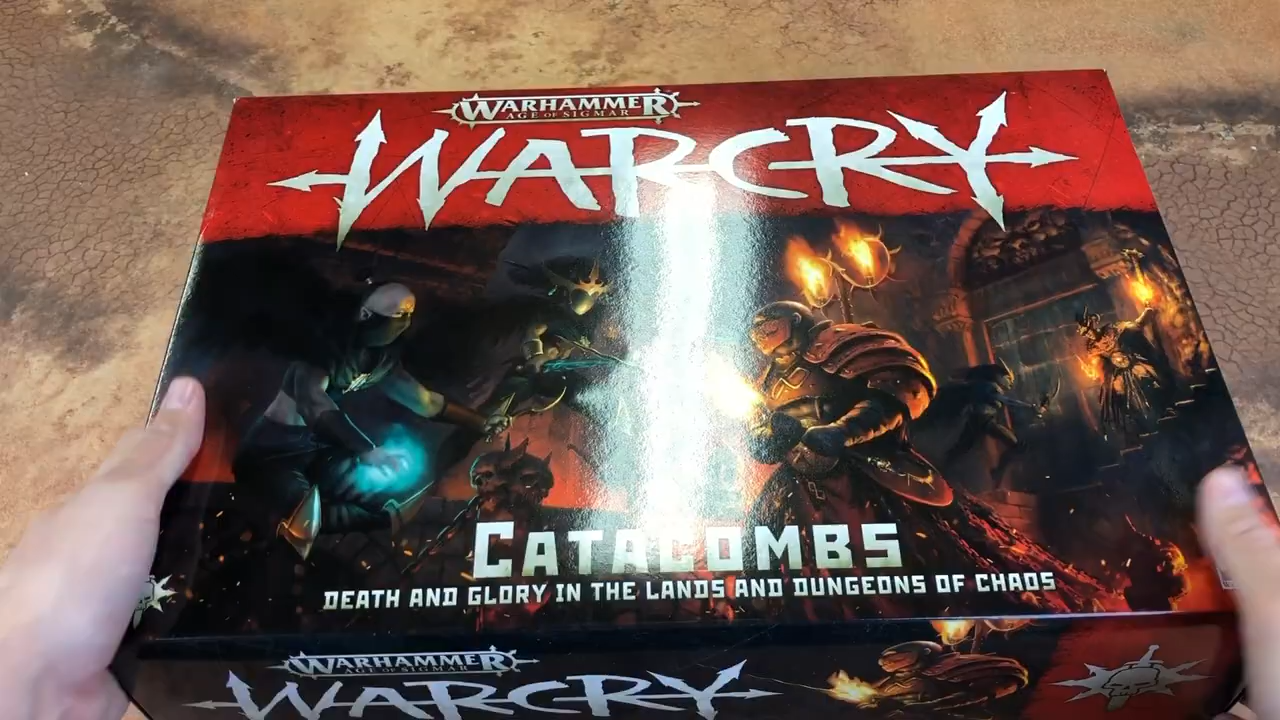 WARHAMMER
AGE OF SIGMAR
WARCRY
CATACOMBS
DEATH AND GLORY IN THE LANDS AND DUNGEONS OF CHAOS
WARHAMMER
AGE OF SIGMAR
WARCRY